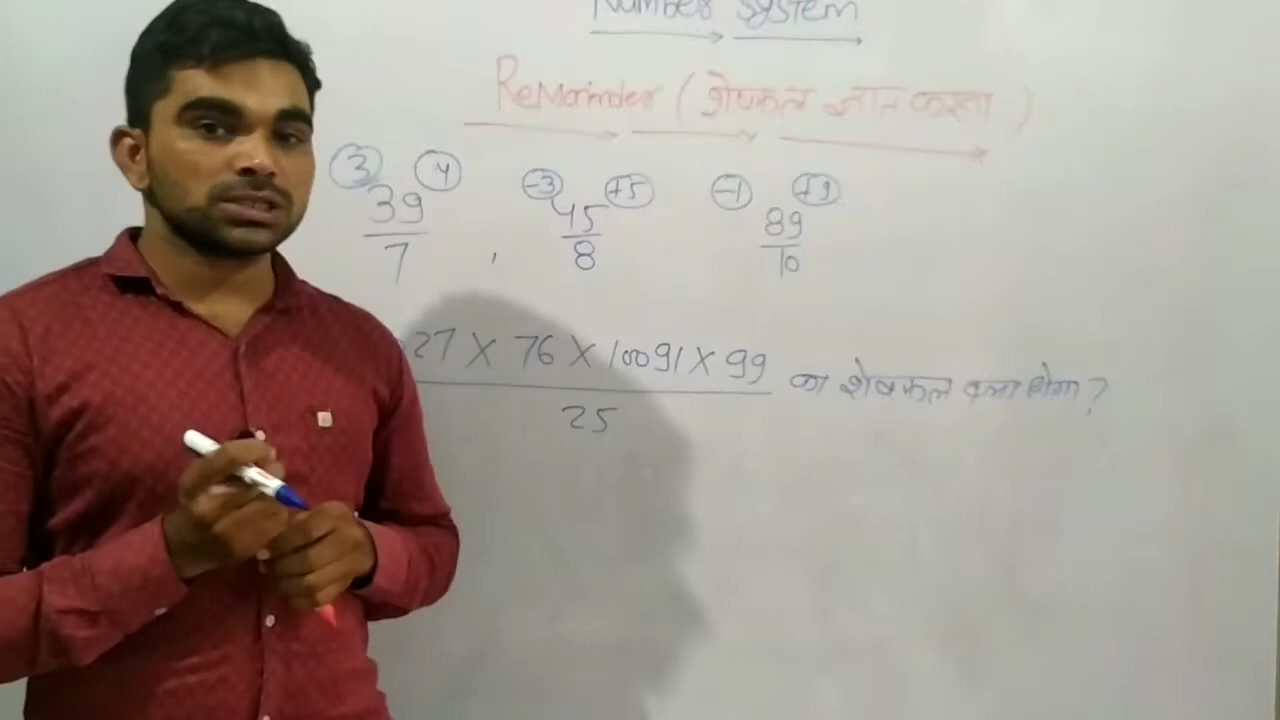 Number System
Remainder (शेषफल ज्ञात करना)
3 4 -3 +5 -1 +9
39 45 89
7 , 8 10
27 X 76 X 10091 X 99 का शेषफल क्या होगा ?
25